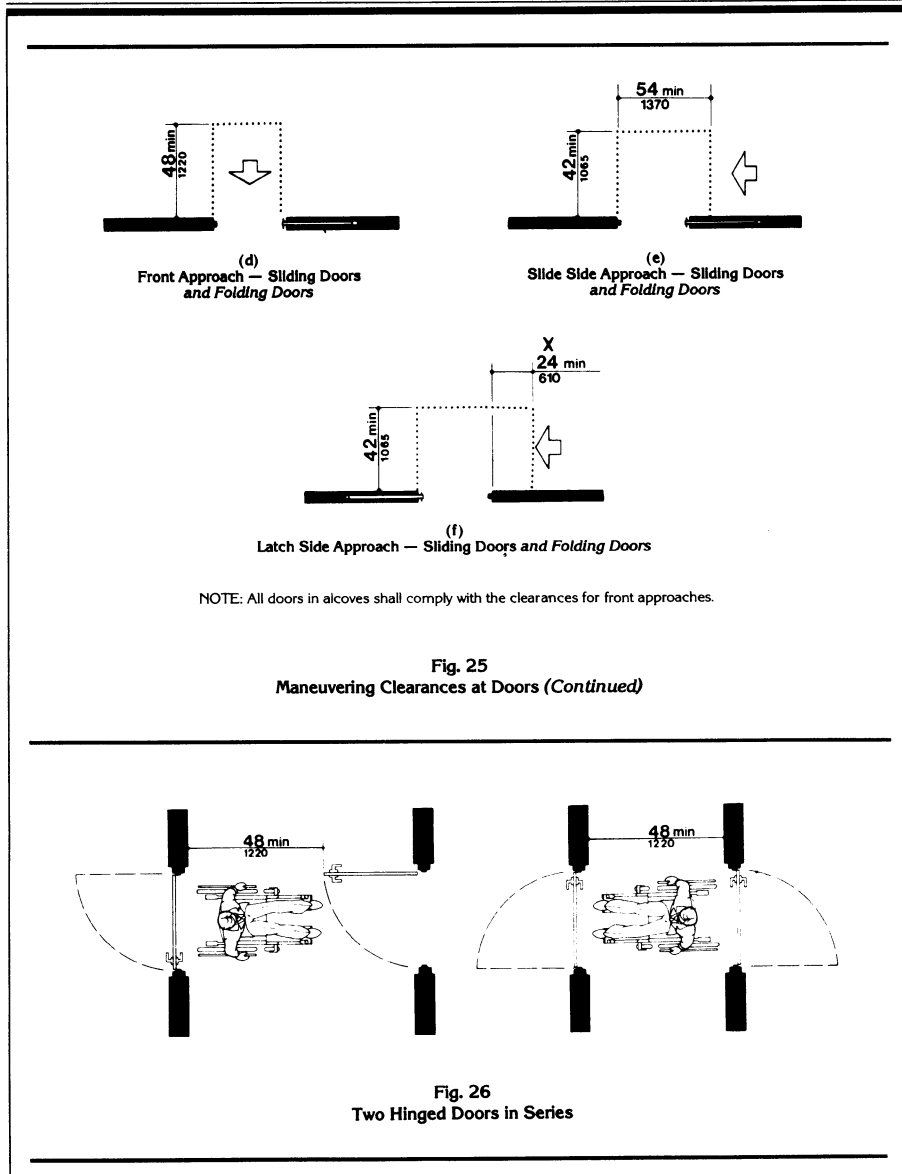 54 min
1370
48 min
1220
42 min
1065
(d)
Front Approach — Sliding Doors
and Folding Doors
(e)
Slide Side Approach — Sliding Doors
and Folding Doors
X
24 min
610
42 min
1065
(f)
Latch Side Approach — Sliding Doors and Folding Doors
NOTE: All doors in alcoves shall comply with the clearances for front approaches.
Fig. 25
Maneuvering Clearances at Doors (Continued)
48 min
1220
48 min
1220
Fig. 26
Two Hinged Doors in Series